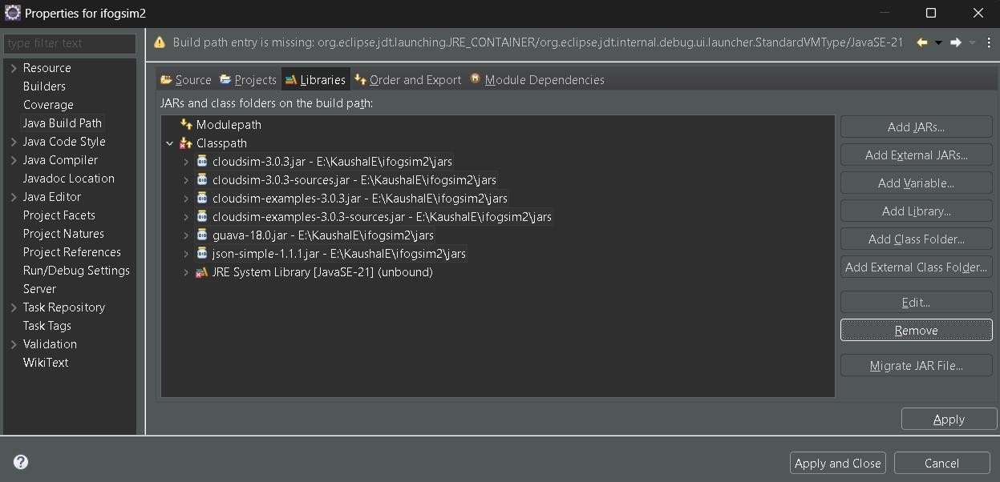 Properties for ifogsim2
type filter text
Build path entry is missing: org.eclipse.jdt.launching.JRE_CONTAINER/org.eclipse.jdt.internal.debug.ui.launcher.StandardVMType/JavaSE-21
Resource
Builders
Coverage
Java Build Path
Java Code Style
Java Compiler
Javadoc Location
Java Editor
Project Facets
Project Natures
Project References
Run/Debug Settings
Server
Task Repository
Task Tags
Validation
WikiText
Source Projects Libraries Order and Export Module Dependencies
JARs and class folders on the build path:
Modulepath
Classpath
cloudsim-3.0.3.jar - E:\KaushalE\ifogsim2\jars
cloudsim-3.0.3-sources.jar - E:\KaushalE\ifogsim2\jars
cloudsim-examples-3.0.3.jar - E:\KaushalE\ifogsim2\jars
cloudsim-examples-3.0.3-sources.jar - E:\KaushalE\ifogsim2\jars
guava-18.0.jar - E:\KaushalE\ifogsim2\jars
json-simple-1.1.1.jar - E:\KaushalE\ifogsim2\jars
JRE System Library [JavaSE-21] (unbound)
Add JARs...
Add External JARs...
Add Variable...
Add Library...
Add Class Folder...
Add External Class Folder...
Edit...
Remove
Migrate JAR File...
Apply
Apply and Close
Cancel